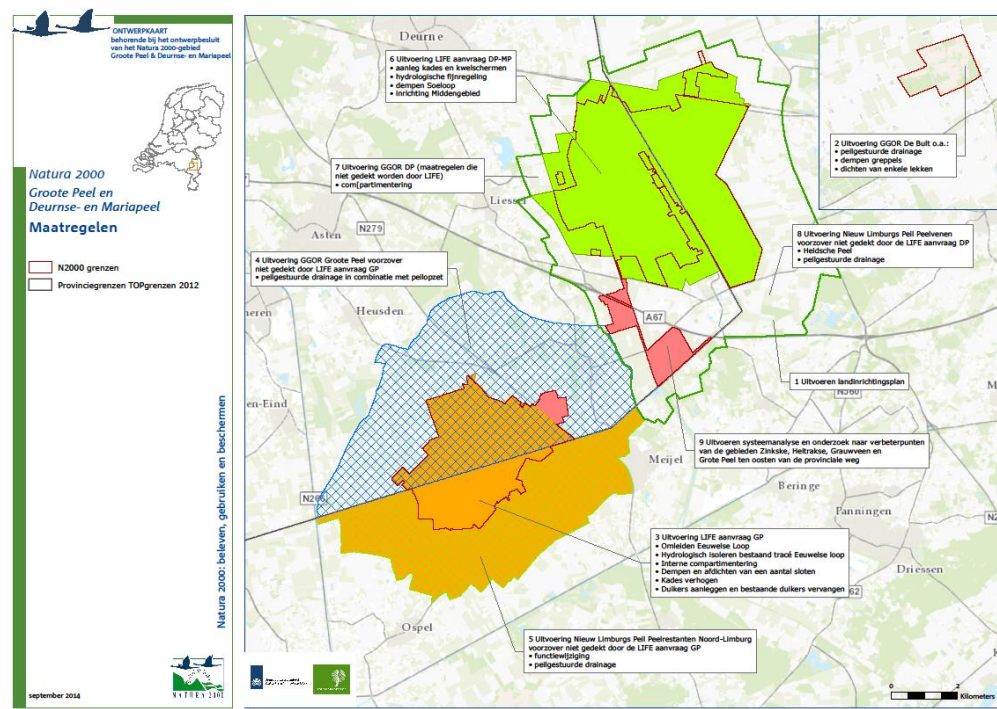 ONTWERPKAART
behorende bij het ontwerpbesluit
van het Natura 2000-gebied
Groote Peel & Deurnse- en Mariapeel
Natura 2000
Groote Peel en
Deurnse- en Mariapeel
Maatregelen
N2000 grenzen
Provinciegrenzen TOPgrenzen 2012
Natura 2000: beleven, gebruiken en beschermen
september 2014
NATURA 2000
Deurne
6 Uitvoering LIFE aanvraag DP-MP
• aanleg kades en kwelschermen
• hydrologische fijnregeling
• dempen Soeloop
• inrichting Middengebied
2 Uitvoering GGOR De Bult o.a.:
• peilgestuurde drainage
• dempen greppels
• dichten van enkele lekken
7 Uitvoering GGOR DP (maatregelen die
niet gedekt worden door LIFE)
• com[partimentering
Liessel
N279
Asten
8 Uitvoering Nieuw Limburgs Peil Peelvenen
voorzover niet gedekt door de LIFE aanvraag DP
• Heidsche Peel
• peilgestuurde drainage
4 Uitvoering GGOR Groote Peel voorzover
niet gedekt door LIFE aanvraag GP
• peilgestuurde drainage in combinatie met peilopzet
Heusden
A67
1 Uitvoeren landinrichtingsplan
N560
en-Eind
9 Uitvoeren systeemanalyse en onderzoek naar verbeterpunten
van de gebieden Zinkske, Heitrakse, Grauwveen en
Grote Peel ten oosten van de provinciale weg
Meijel
Beringe
Panningen
N266
3 Uitvoering LIFE aanvraag GP
• Omleiden Eeuwelse Loop
• Hydrologisch isoleren bestaand tracé Eeuwelse loop
• Interne compartimentering
• Dempen en afdichten van een aantal sloten
• Kades verhogen
• Duikers aanleggen en bestaande duikers vervangen
Driessen
62
Ospel
5 Uitvoering Nieuw Limburgs Peil Peelrestanten Noord-Limburg
voorzover niet gedekt door de LIFE aanvraag GP
• functiewijziging
• peilgestuurde drainage
0 2
Kilometers